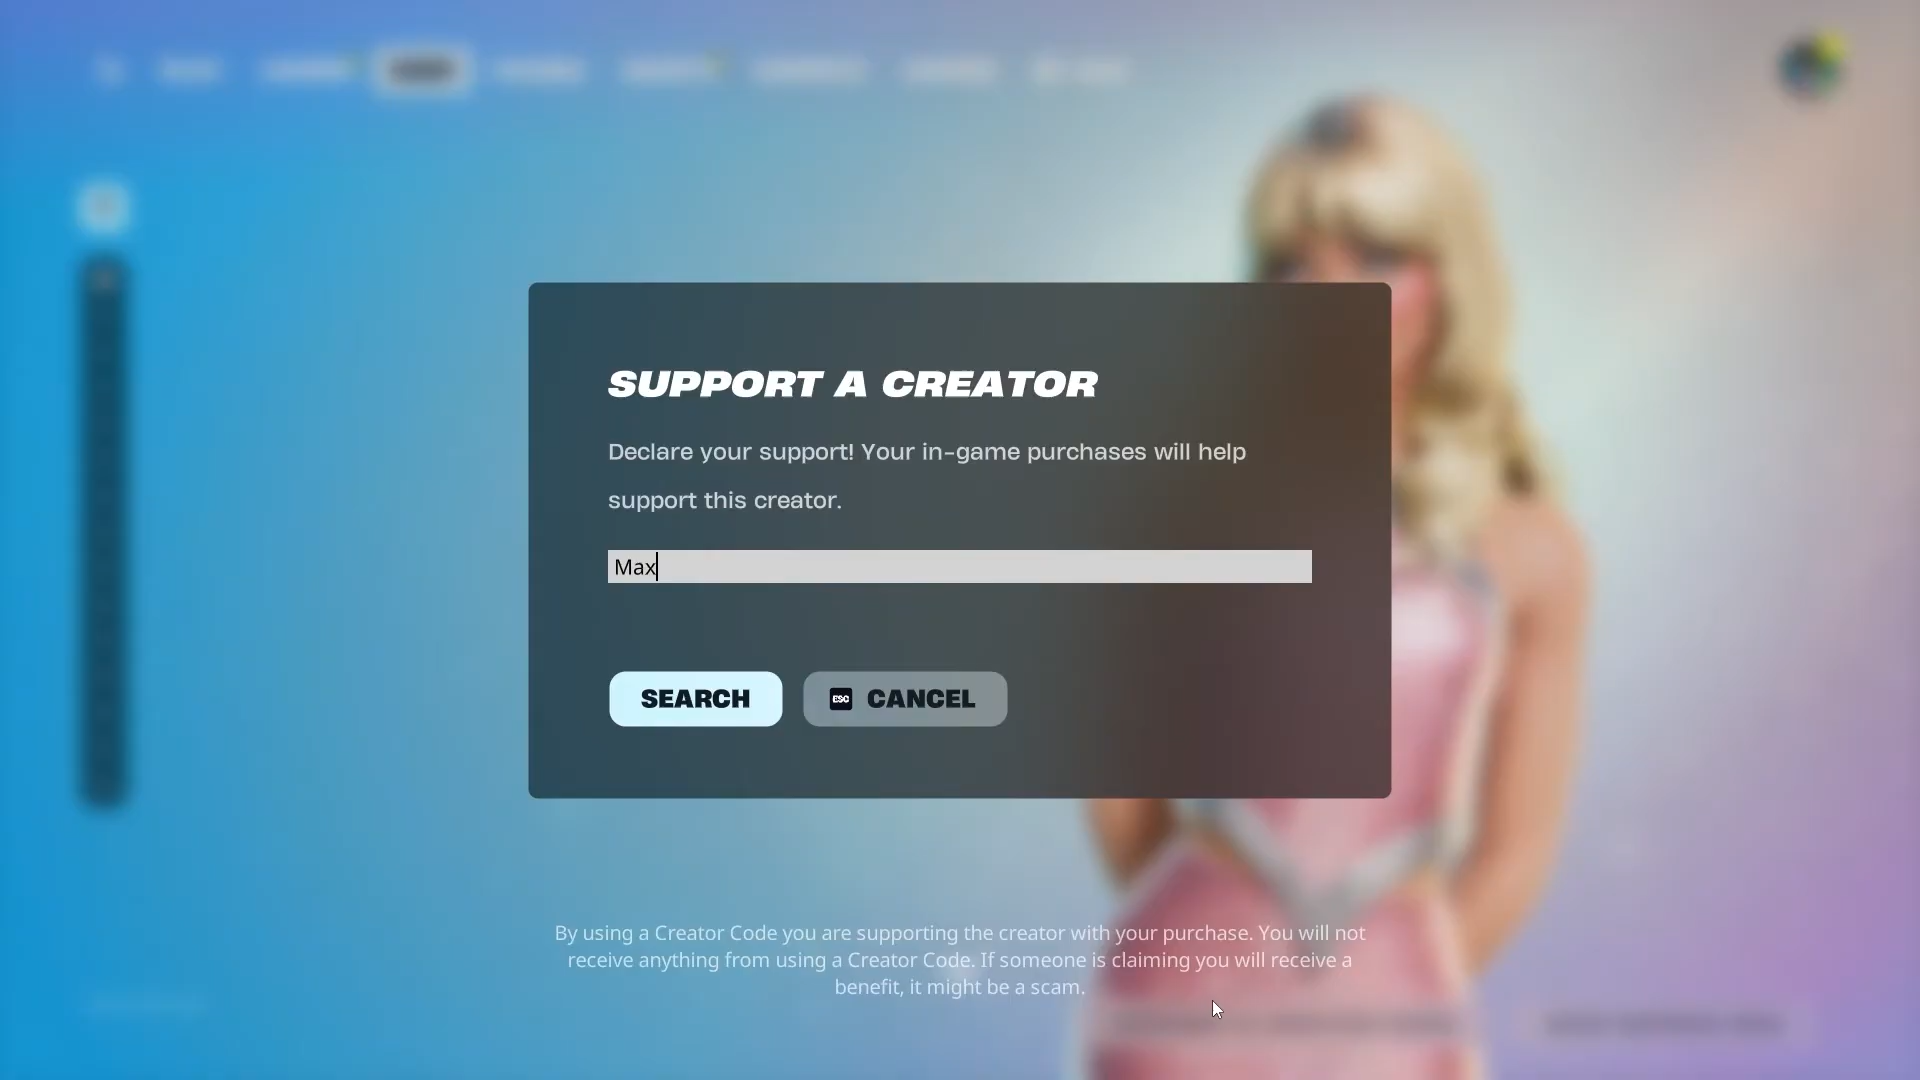 SUPPORT A CREATOR
Declare your support! Your in-game purchases will help
support this creator.
Max
SEARCH
ESC CANCEL
By using a Creator Code you are supporting the creator with your purchase. You will not
receive anything from using a Creator Code. If someone is claiming you will receive a
benefit, it might be a scam.